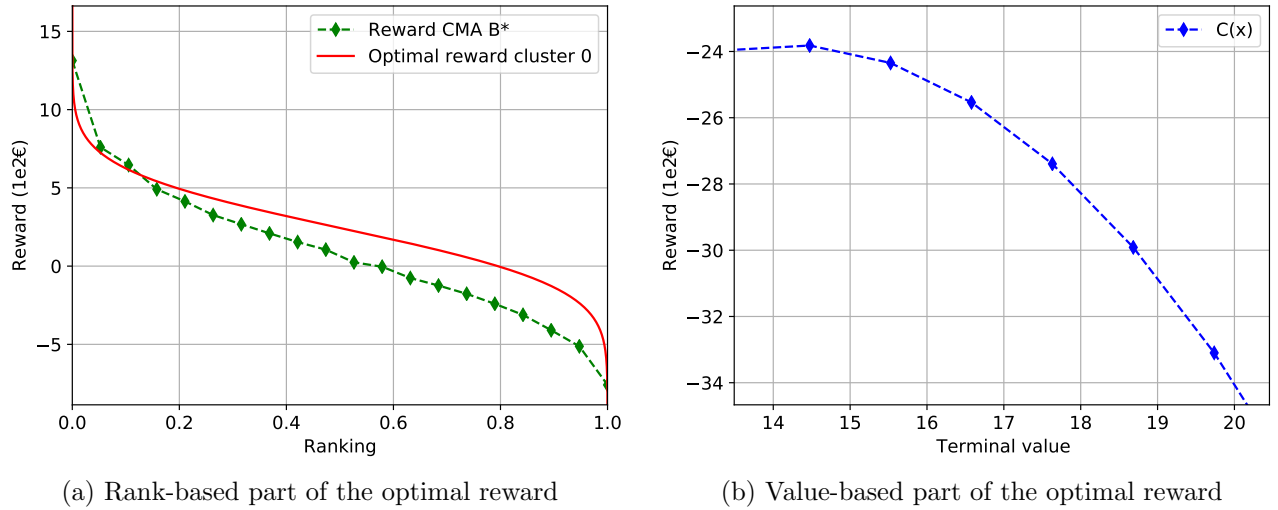 Reward CMA B*
Optimal reward cluster 0
15
10
5
0
−5
Reward (1e2€)
0.0 0.2 0.4 0.6 0.8 1.0
Ranking
(a) Rank-based part of the optimal reward
C(x)
−24
−26
−28
−30
−32
−34
Reward (1e2€)
14 15 16 17 18 19 20
Terminal value
(b) Value-based part of the optimal reward